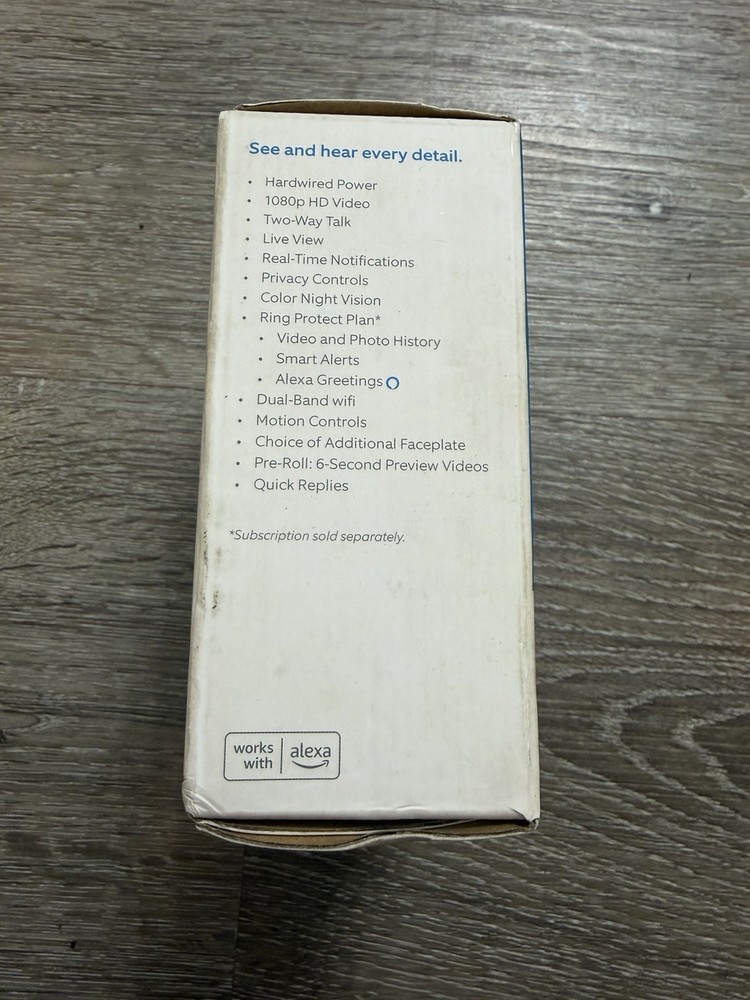 See and hear every detail.
• Hardwired Power
• 1080p HD Video
• Two-Way Talk
• Live View
• Real-Time Notifications
• Privacy Controls
• Color Night Vision
• Ring Protect Plan*
• Video and Photo History
• Smart Alerts
• Alexa Greetings
• Dual-Band wifi
• Motion Controls
• Choice of Additional Faceplate
• Pre-Roll: 6-Second Preview Videos
• Quick Replies
*Subscription sold separately.
works with
alexa